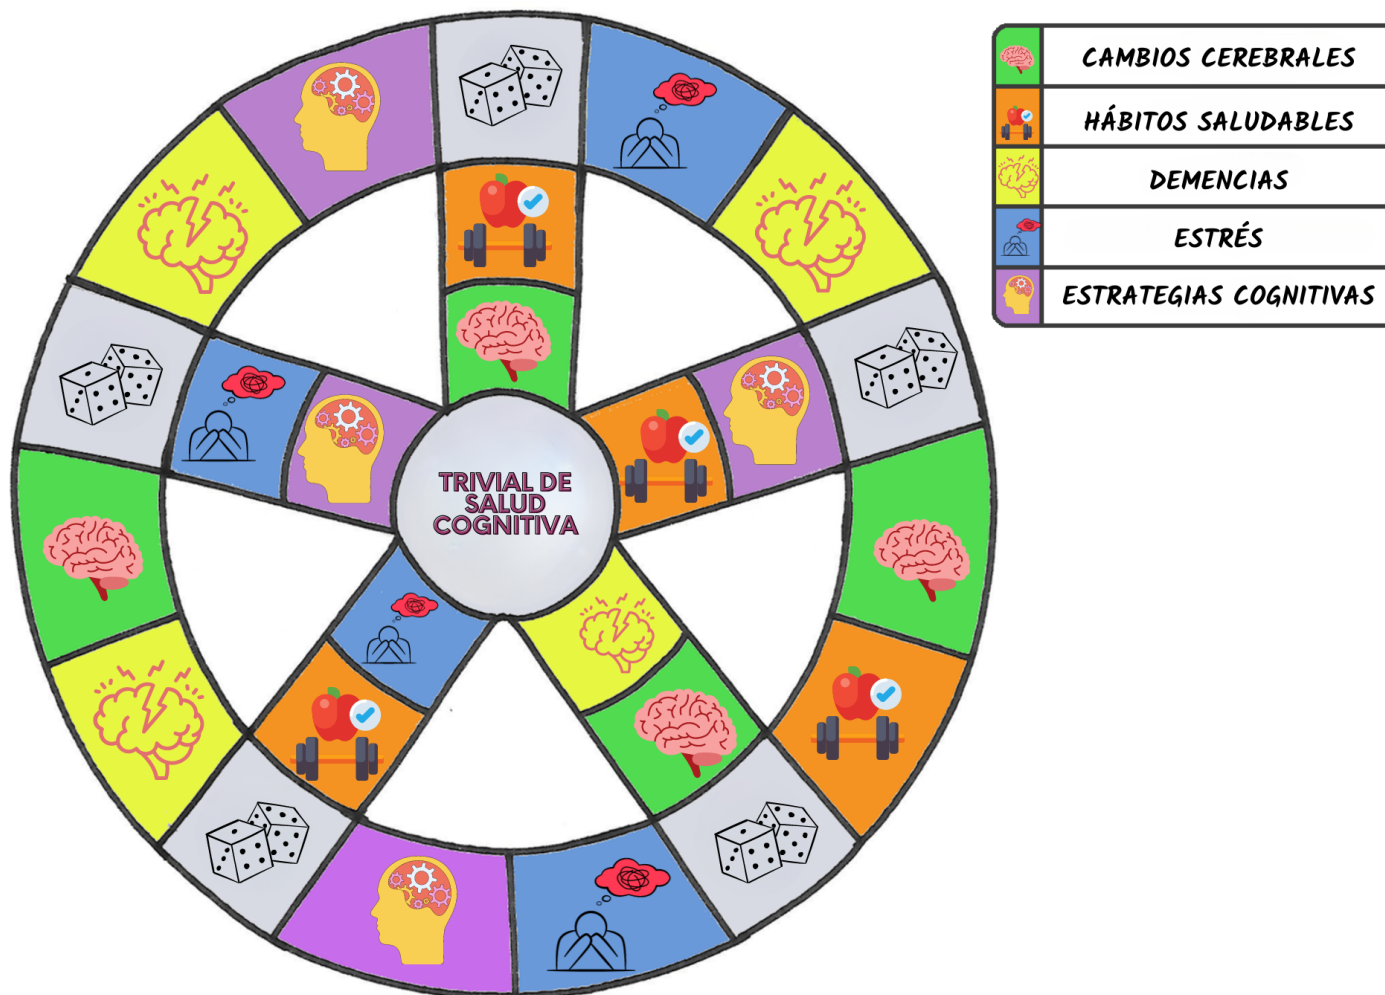 CAMBIOS CEREBRALES
HÁBITOS SALUDABLES
DEMENCIAS
ESTRÉS
ESTRATEGIAS COGNITIVAS
TRIVIAL DE
SALUD
COGNITIVA